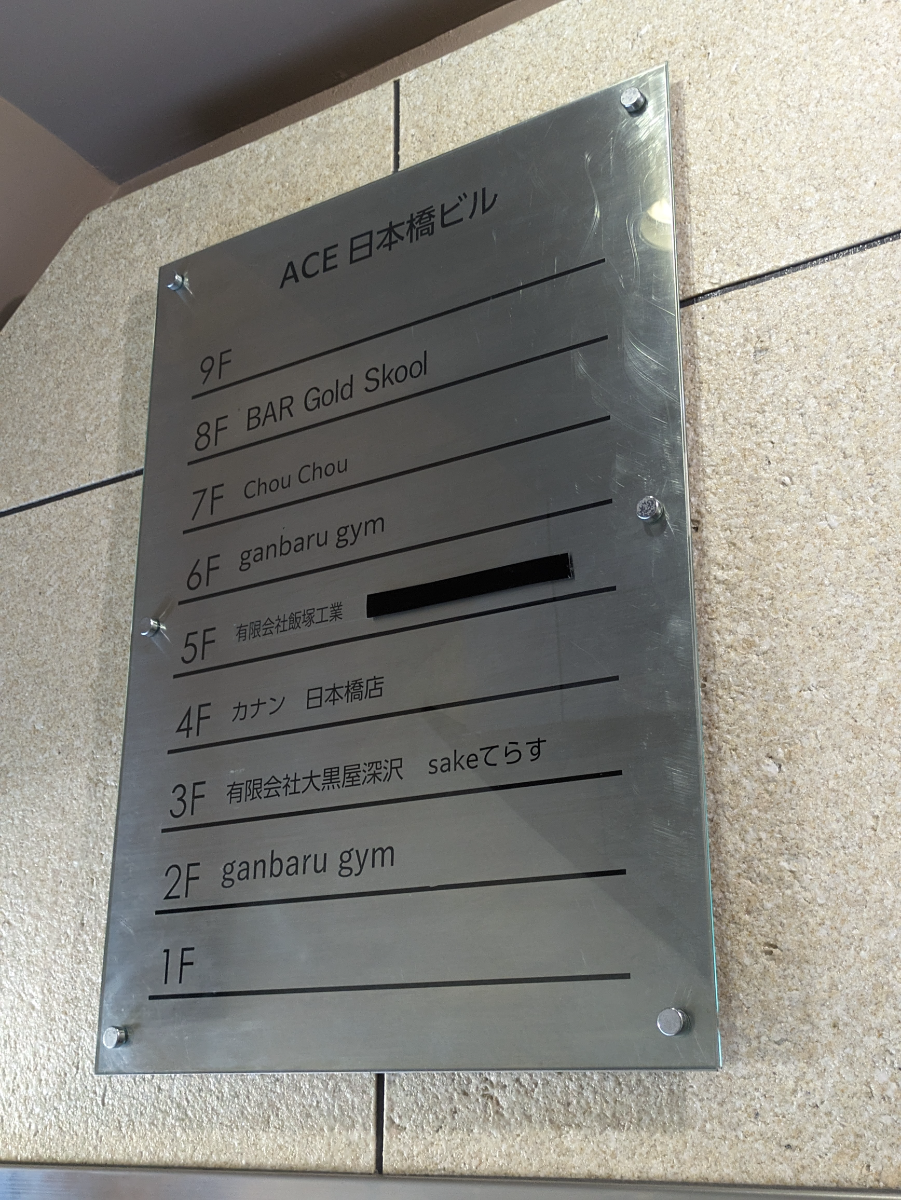 ACE 日本橋ビル
9F
8F BAR Gold Skool
7F Chou Chou
6F ganbaru gym
5F 有限会社飯塚工業
4F カナン　日本橋店
3F 有限会社大黒屋深沢　sakeてらす
2F ganbaru gym
1F